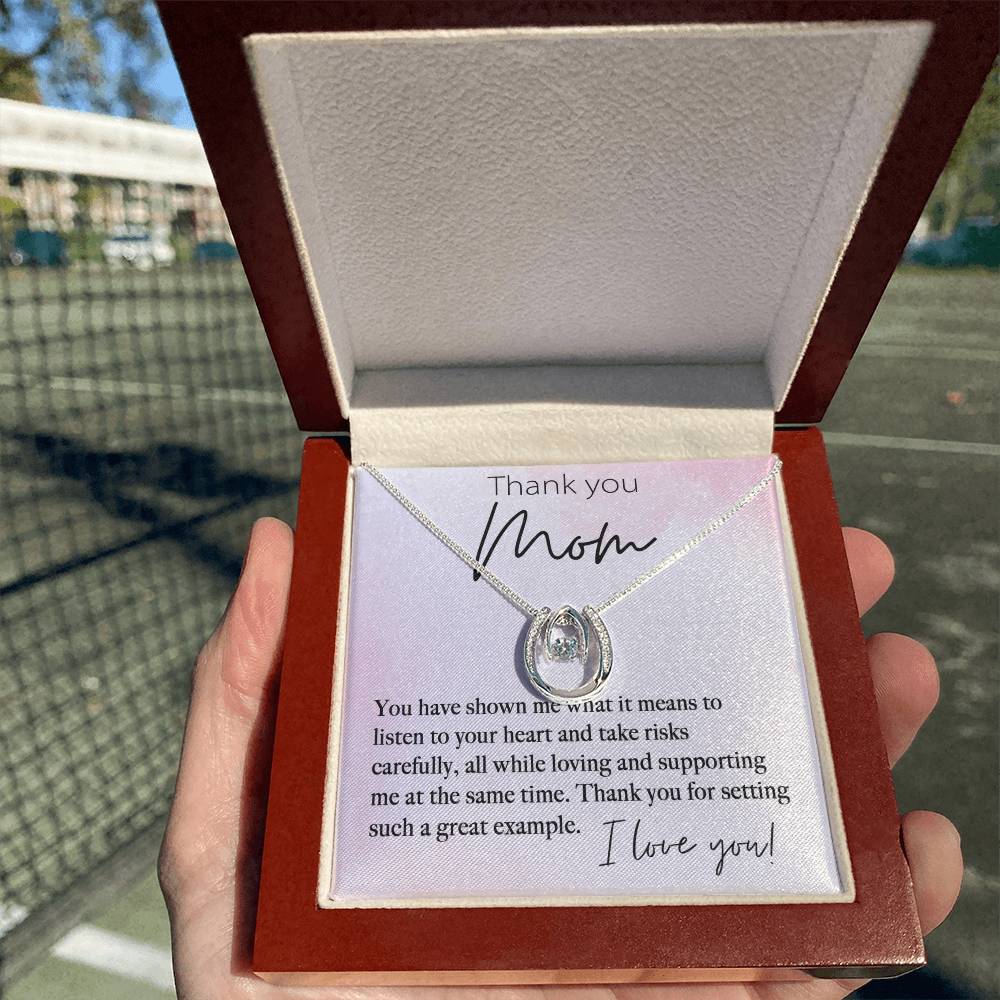 Thank you
Mom
You have shown me what it means to
listen to your heart and take risks
carefully, all while loving and supporting
me at the same time. Thank you for setting
such a great example.
I love you!